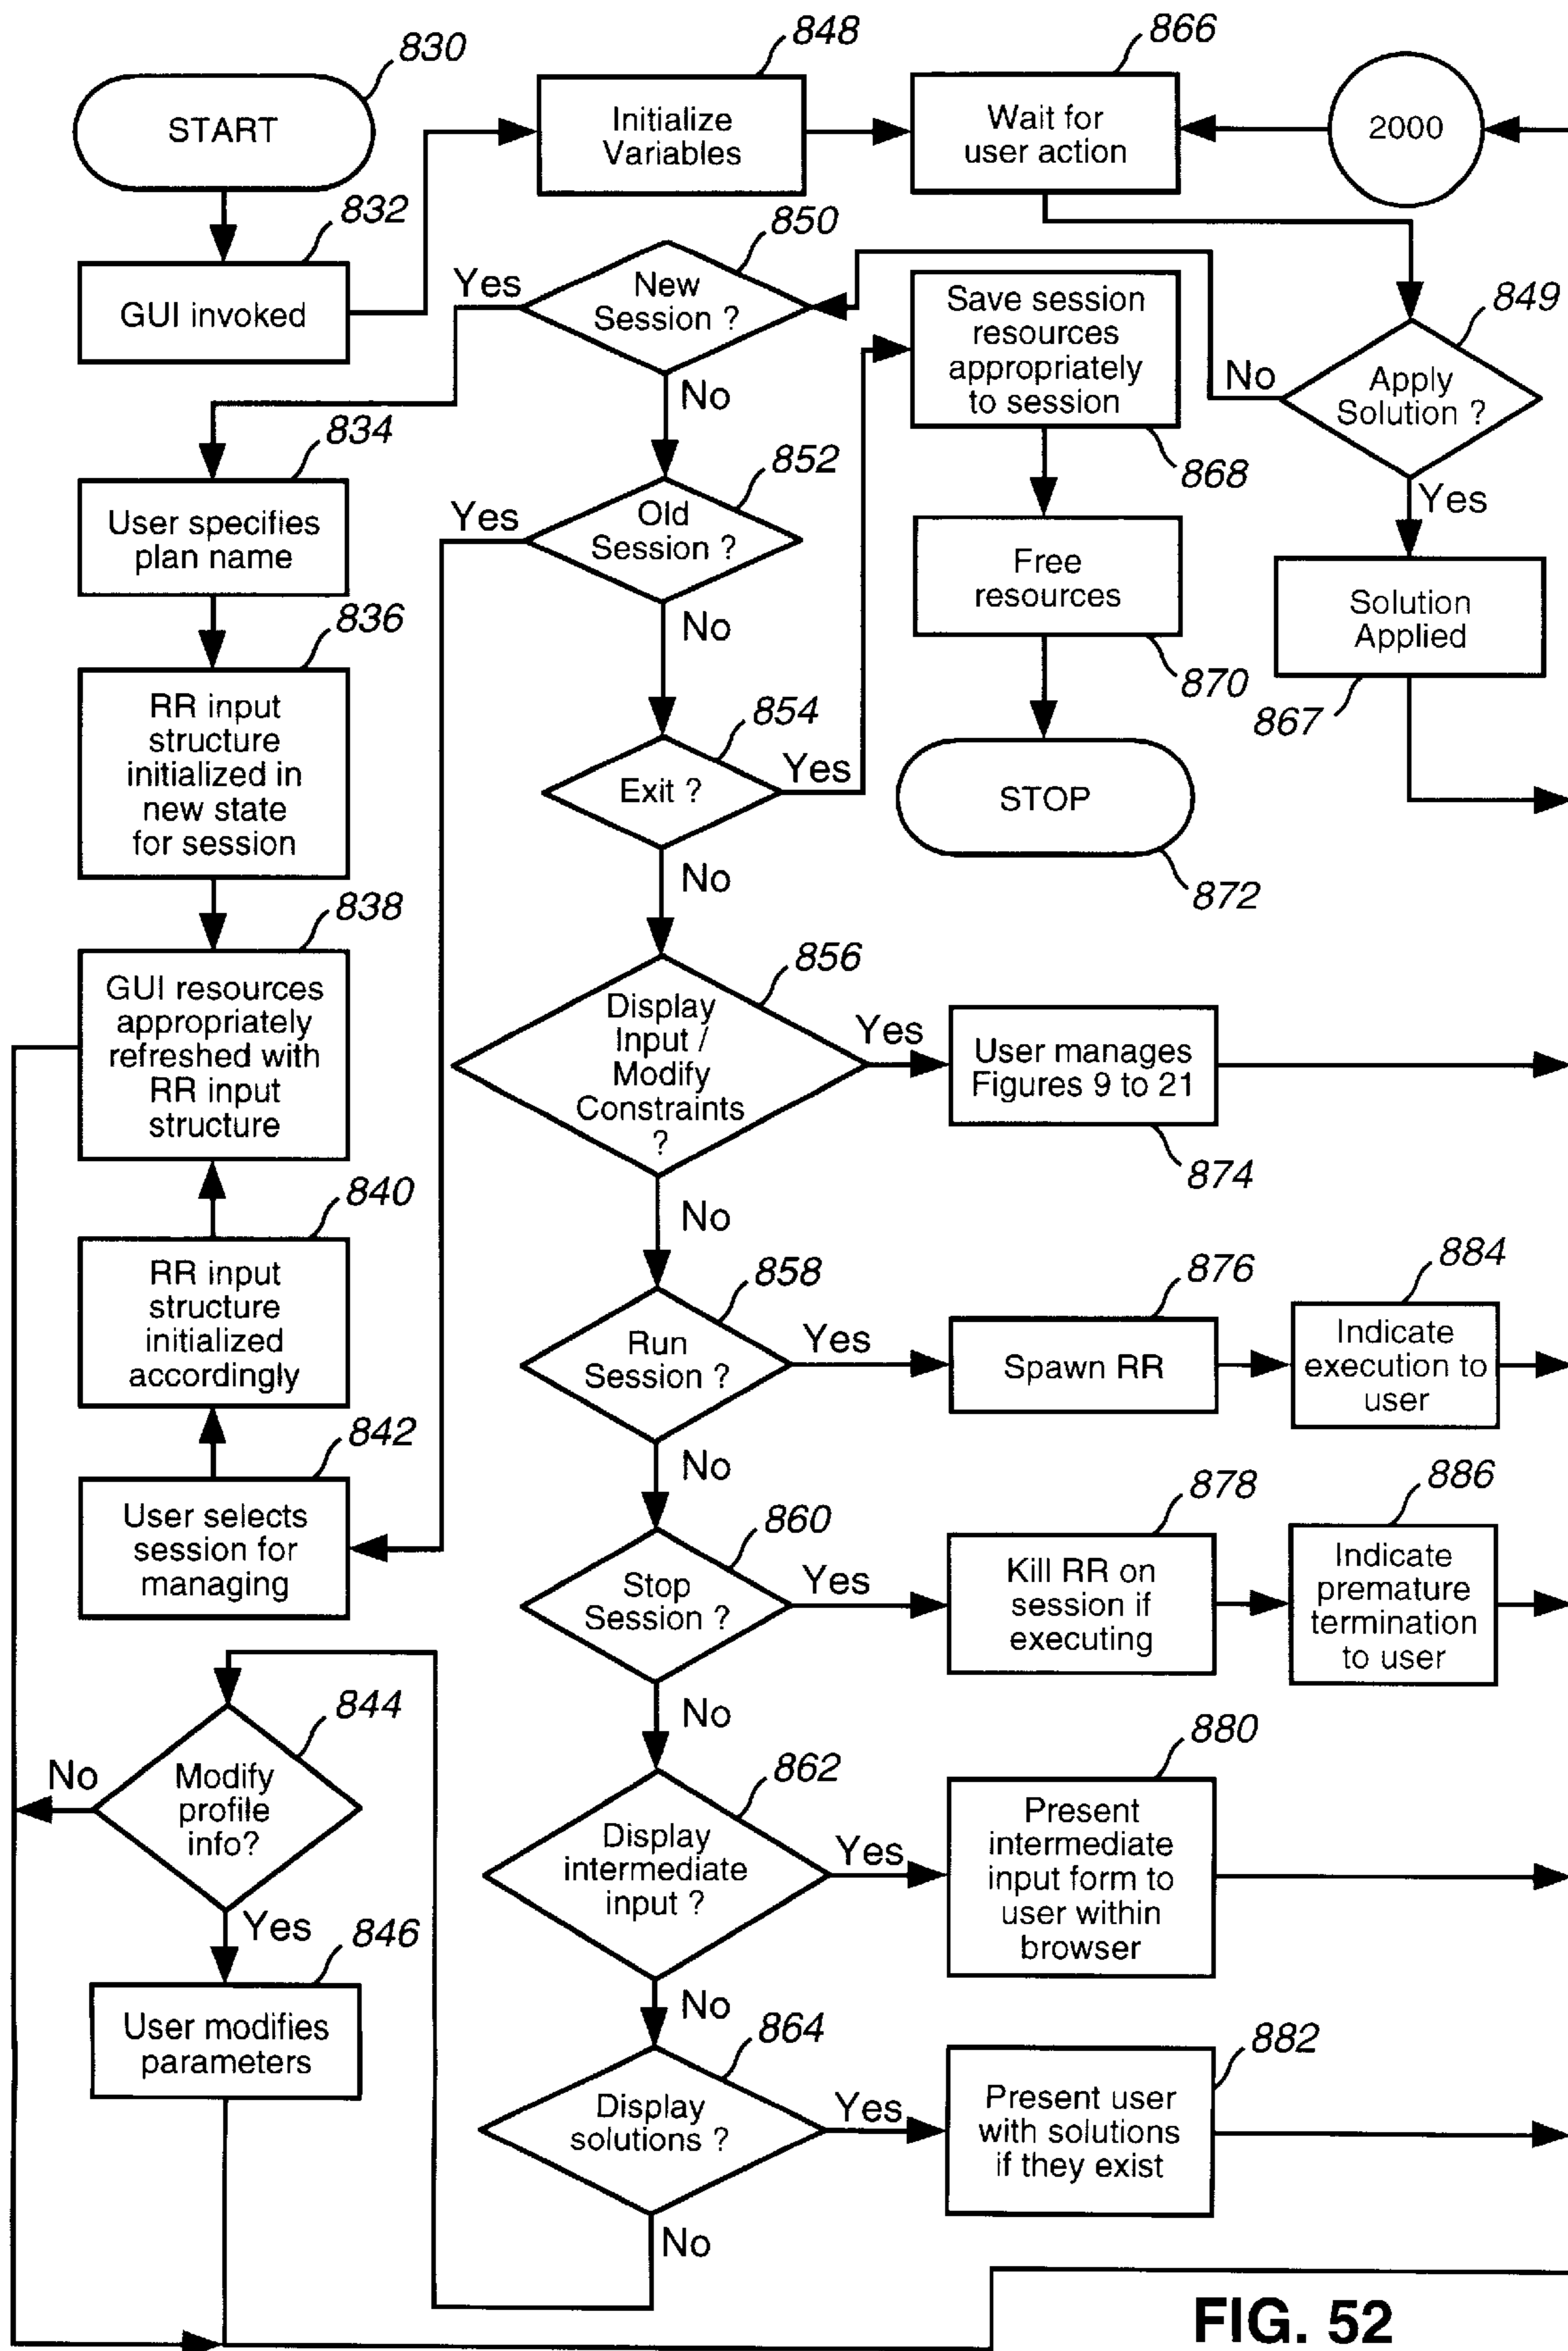 830
START
832
GUI invoked
848
Initialize
Variables
866
Wait for
user action
2000
850
New
Session ?
Yes
No
Save session
resources
appropriately
to session
868
849
Apply
Solution ?
No
Yes
834
User specifies
plan name
852
Old
Session ?
Yes
No
Free
resources
870
Solution
Applied
867
836
RR input
structure
initialized in
new state
for session
854
Exit ?
Yes
No
STOP
872
838
GUI resources
appropriately
refreshed with
RR input
structure
856
Display
Input /
Modify
Constraints
?
Yes
No
User manages
Figures 9 to 21
874
840
RR input
structure
initialized
accordingly
858
Run
Session ?
Yes
No
876
Spawn RR
884
Indicate
execution to
user
842
User selects
session for
managing
860
Stop
Session ?
Yes
No
878
Kill RR on
session if
executing
886
Indicate
premature
termination
to user
844
Modify
profile
info?
No
Yes
862
Display
intermediate
input ?
Yes
No
880
Present
intermediate
input form to
user within
browser
846
User modifies
parameters
864
Display
solutions ?
Yes
No
882
Present user
with solutions
if they exist
FIG. 52